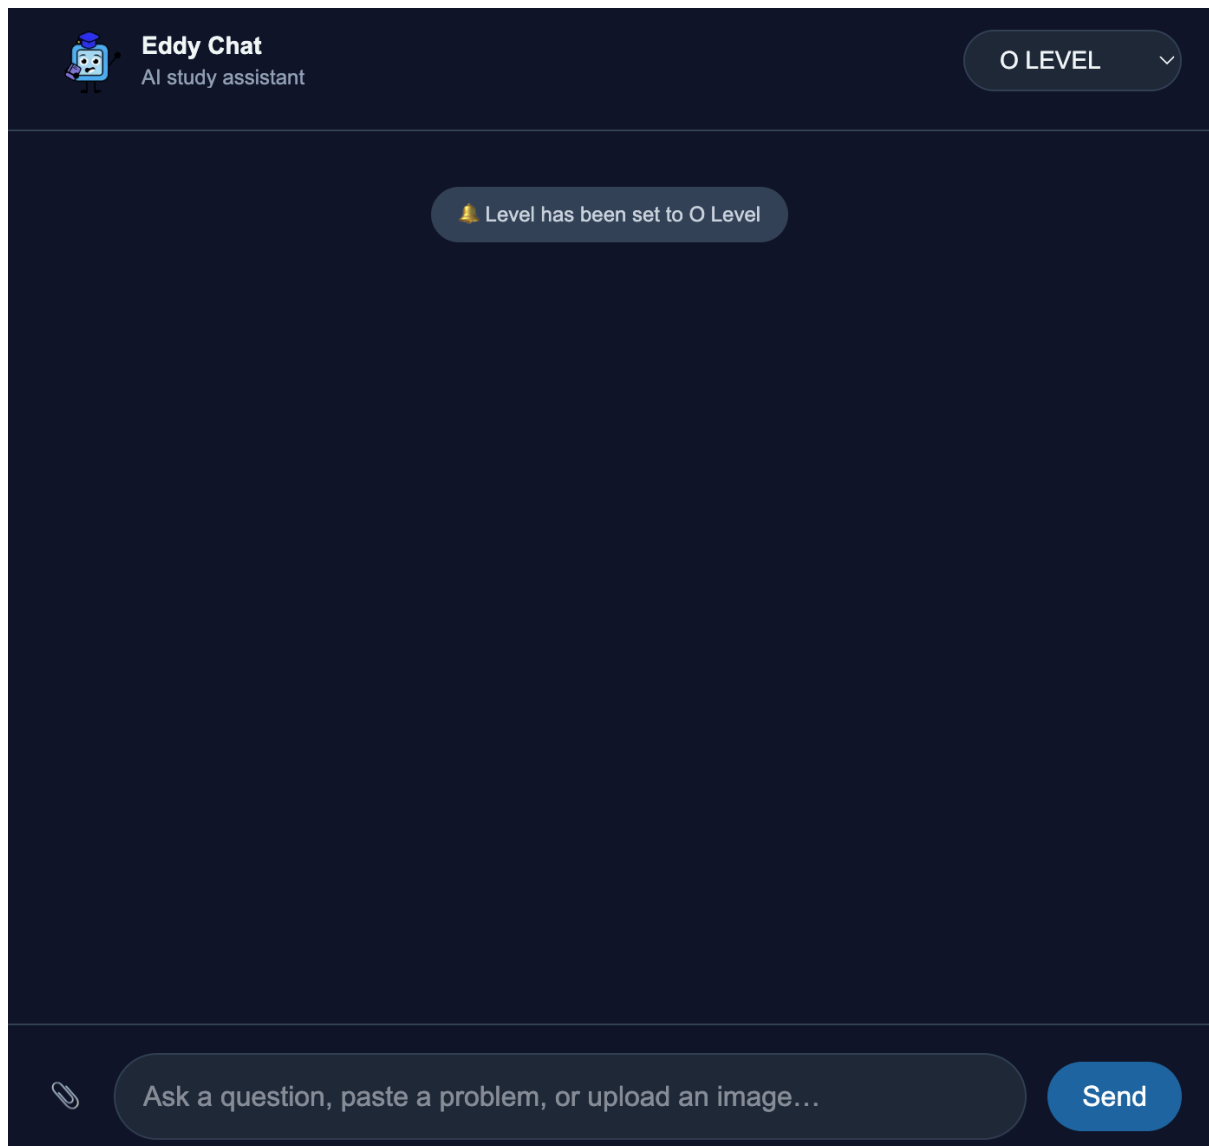 Eddy Chat
AI study assistant
O LEVEL
🔔 Level has been set to O Level
Ask a question, paste a problem, or upload an image…
Send